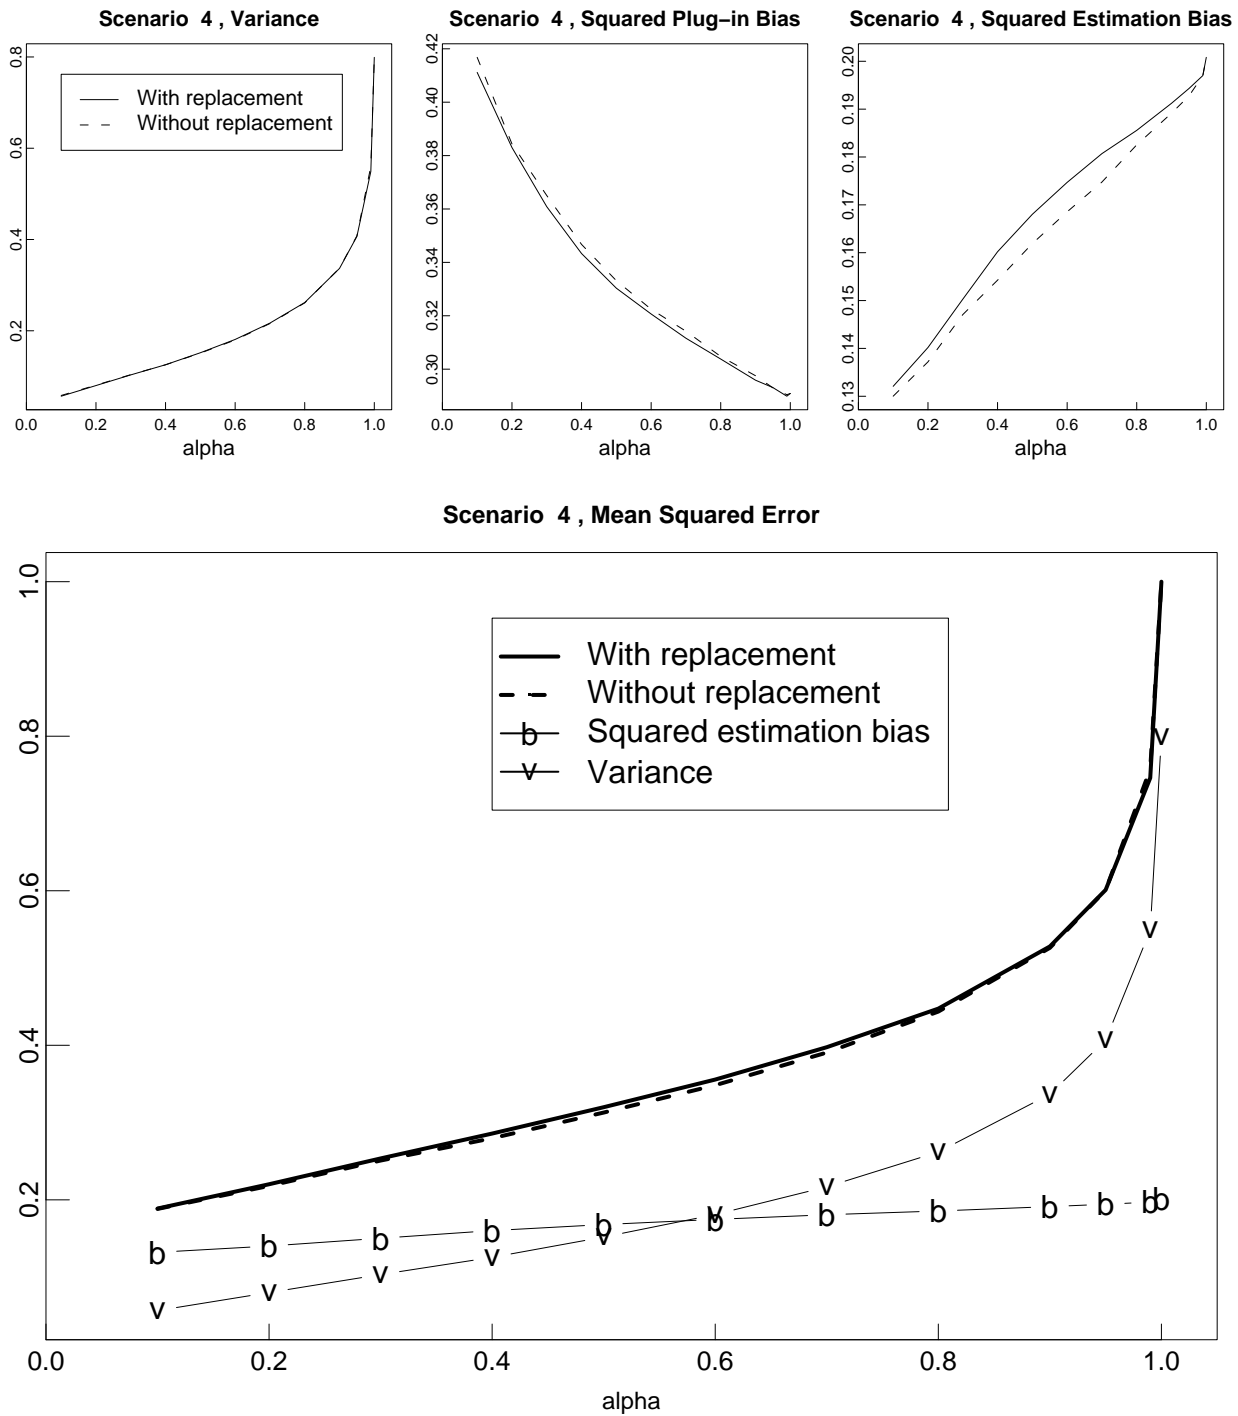 Scenario 4 , Variance
0.2 0.4 0.6 0.8
With replacement
Without replacement
0.0 0.2 0.4 0.6 0.8 1.0
alpha
Scenario 4 , Squared Plug−in Bias
0.30 0.32 0.34 0.36 0.38 0.40 0.42
0.0 0.2 0.4 0.6 0.8 1.0
alpha
Scenario 4 , Squared Estimation Bias
0.13 0.14 0.15 0.16 0.17 0.18 0.19 0.20
0.0 0.2 0.4 0.6 0.8 1.0
alpha
Scenario 4 , Mean Squared Error
0.2 0.4 0.6 0.8 1.0
With replacement
Without replacement
b Squared estimation bias
v Variance
b b b b b b b b b b b b
v v v v v v v v v v v v
0.0 0.2 0.4 0.6 0.8 1.0
alpha